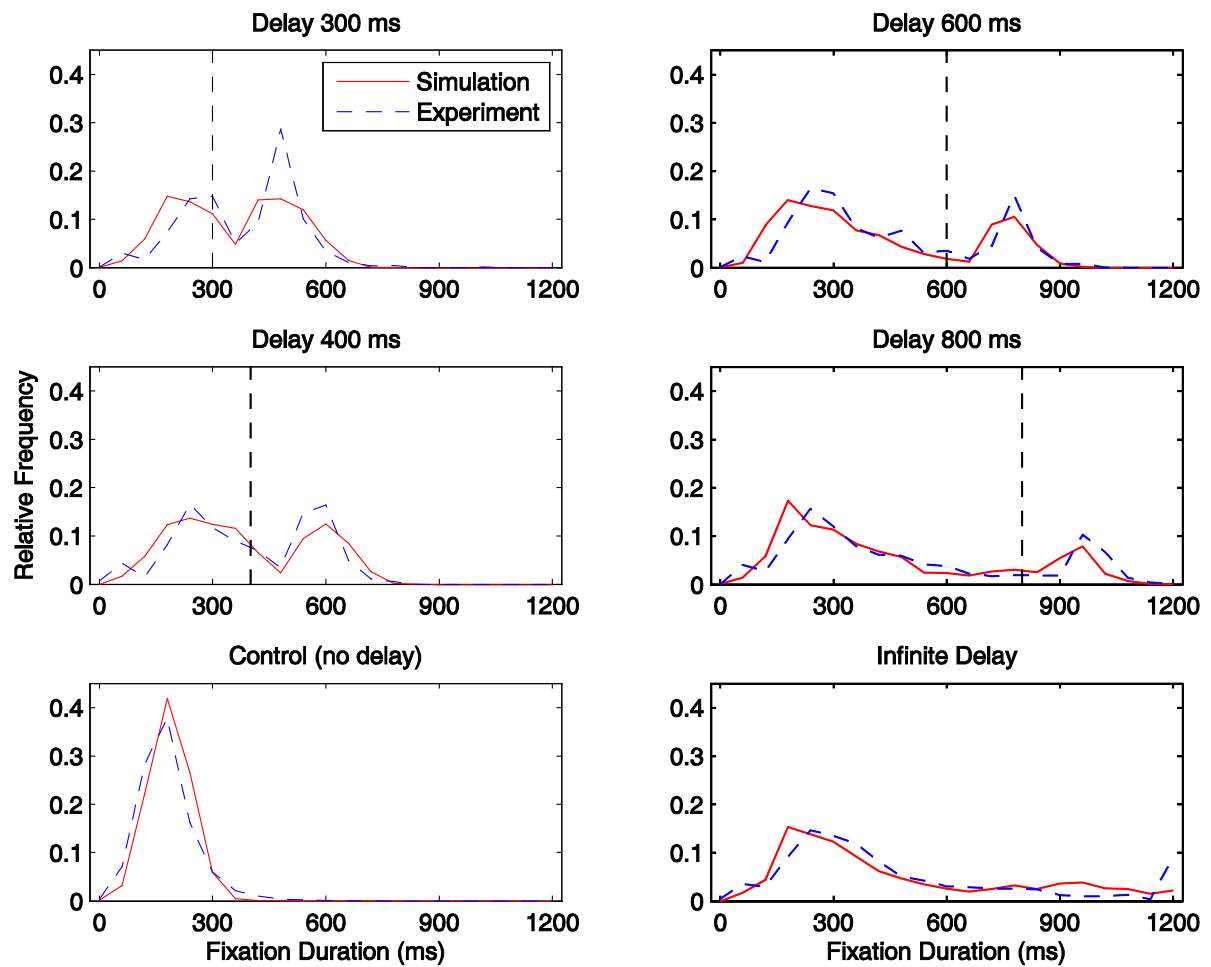 Delay 300 ms
0.4
0.3
0.2
0.1
0
0 300 600 900 1200
Simulation
Experiment
Delay 600 ms
0.4
0.3
0.2
0.1
0
0 300 600 900 1200
Delay 400 ms
0.4
0.3
0.2
0.1
0
0 300 600 900 1200
Relative Frequency
Delay 800 ms
0.4
0.3
0.2
0.1
0
0 300 600 900 1200
Control (no delay)
0.4
0.3
0.2
0.1
0
0 300 600 900 1200
Fixation Duration (ms)
Infinite Delay
0.4
0.3
0.2
0.1
0
0 300 600 900 1200
Fixation Duration (ms)